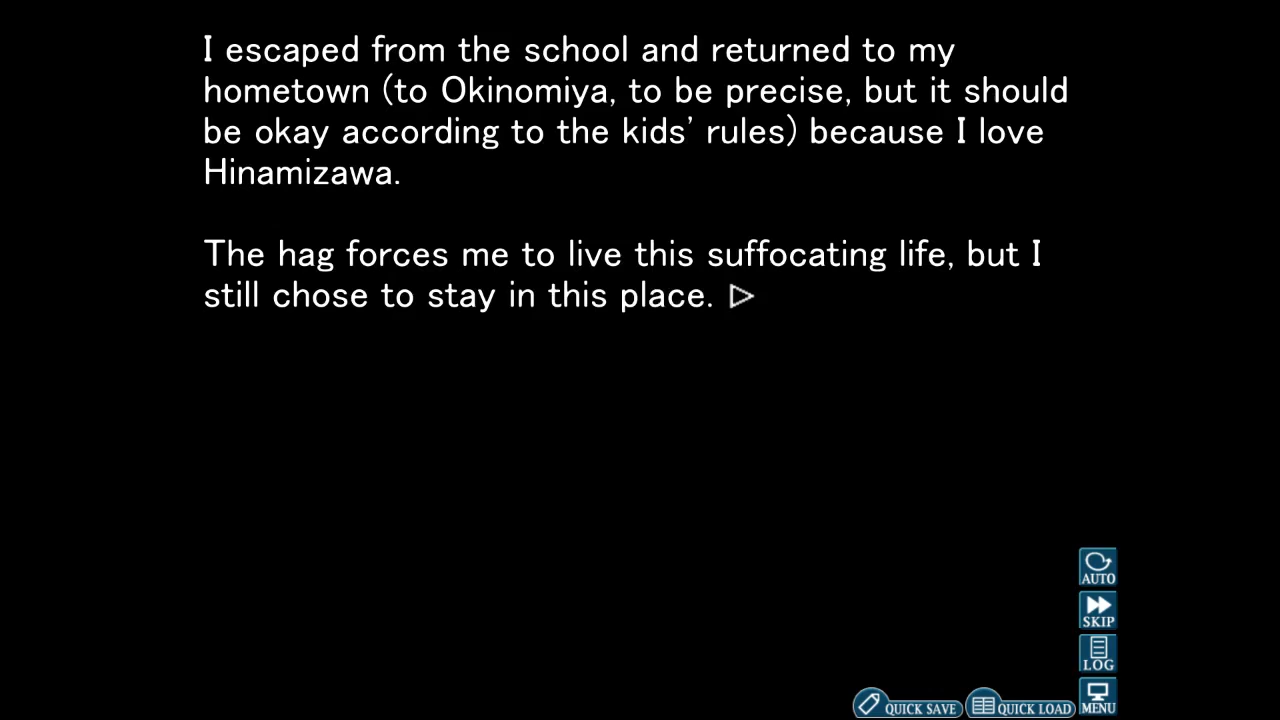 I escaped from the school and returned to my
hometown (to Okinomiya, to be precise, but it should
be okay according to the kids' rules) because I love
Hinamizawa.
The hag forces me to live this suffocating life, but I
still chose to stay in this place.
AUTO
SKIP
LOG
MENU
QUICK SAVE
QUICK LOAD